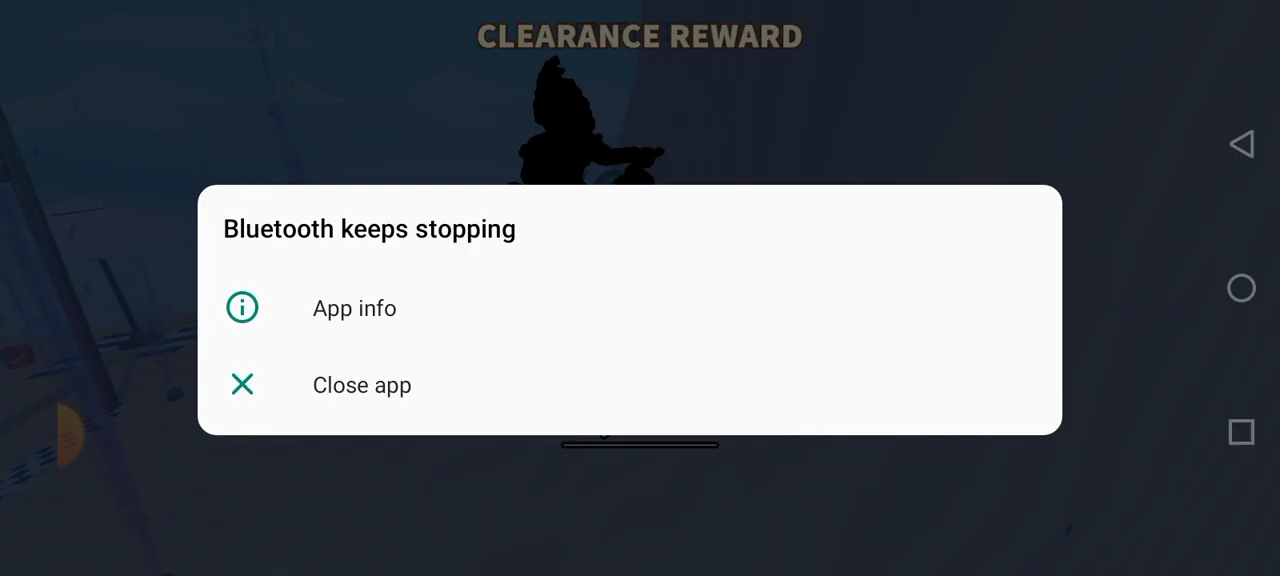 CLEARANCE REWARD
Bluetooth keeps stopping
App info
Close app